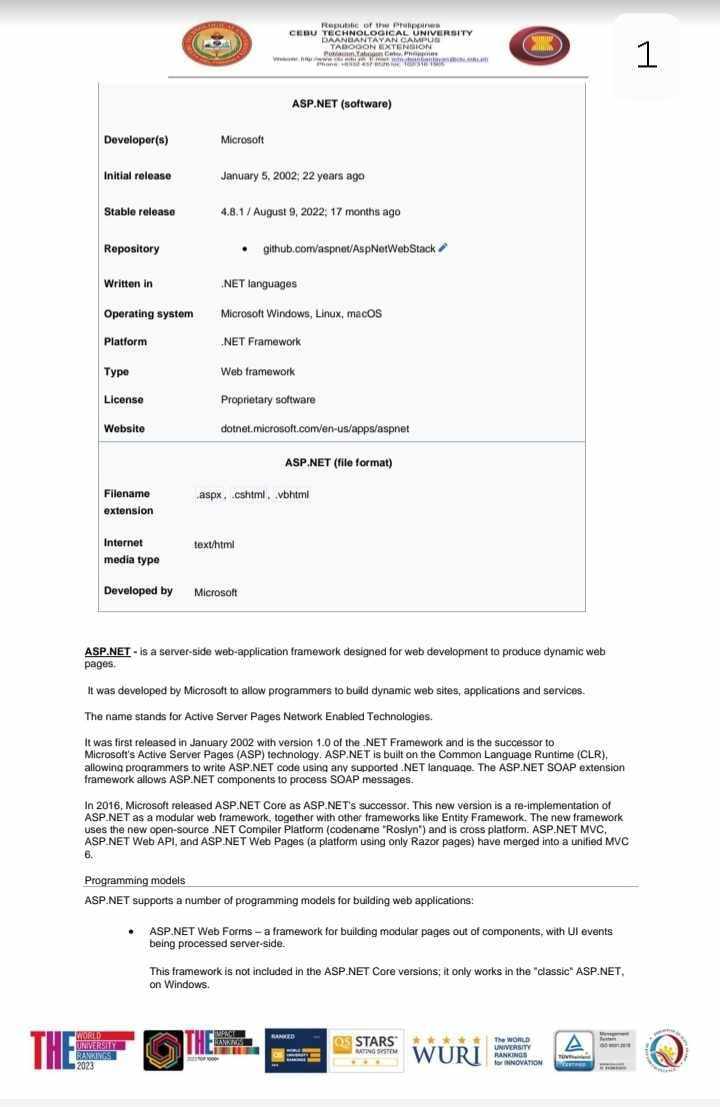 Republic of the Philippines
CEBU TECHNOLOGICAL UNIVERSITY
DAANBANTAYAN CAMPUS
TABOGON EXTENSION
Poblacion,Tabogon Cebu, Philippines
1
ASP.NET (software)
Developer(s) Microsoft
Initial release January 5, 2002; 22 years ago
Stable release 4.8.1 / August 9, 2022; 17 months ago
Repository • github.com/aspnet/AspNetWebStack
Written in .NET languages
Operating system Microsoft Windows, Linux, macOS
Platform .NET Framework
Type Web framework
License Proprietary software
Website dotnet.microsoft.com/en-us/apps/aspnet
ASP.NET (file format)
Filename extension .aspx, .cshtml, .vbhtml
Internet media type text/html
Developed by Microsoft
ASP.NET - is a server-side web-application framework designed for web development to produce dynamic web
pages.
It was developed by Microsoft to allow programmers to build dynamic web sites, applications and services.
The name stands for Active Server Pages Network Enabled Technologies.
It was first released in January 2002 with version 1.0 of the .NET Framework and is the successor to
Microsoft's Active Server Pages (ASP) technology. ASP.NET is built on the Common Language Runtime (CLR),
allowing programmers to write ASP.NET code using any supported .NET language. The ASP.NET SOAP extension
framework allows ASP.NET components to process SOAP messages.
In 2016, Microsoft released ASP.NET Core as ASP.NET's successor. This new version is a re-implementation of
ASP.NET as a modular web framework, together with other frameworks like Entity Framework. The new framework
uses the new open-source .NET Compiler Platform (codename "Roslyn") and is cross platform. ASP.NET MVC,
ASP.NET Web API, and ASP.NET Web Pages (a platform using only Razor pages) have merged into a unified MVC
6.
Programming models
ASP.NET supports a number of programming models for building web applications:
• ASP.NET Web Forms – a framework for building modular pages out of components, with UI events
being processed server-side.
This framework is not included in the ASP.NET Core versions; it only works in the "classic" ASP.NET,
on Windows.
THE WORLD UNIVERSITY RANKINGS 2023
THE IMPACT RANKINGS
RANKED
QS WORLD UNIVERSITY RANKINGS
QS STARS RATING SYSTEM
WURI The WORLD UNIVERSITY RANKINGS for INNOVATION
TÜVRheinland CERTIFIED
Management System ISO 9001:2015